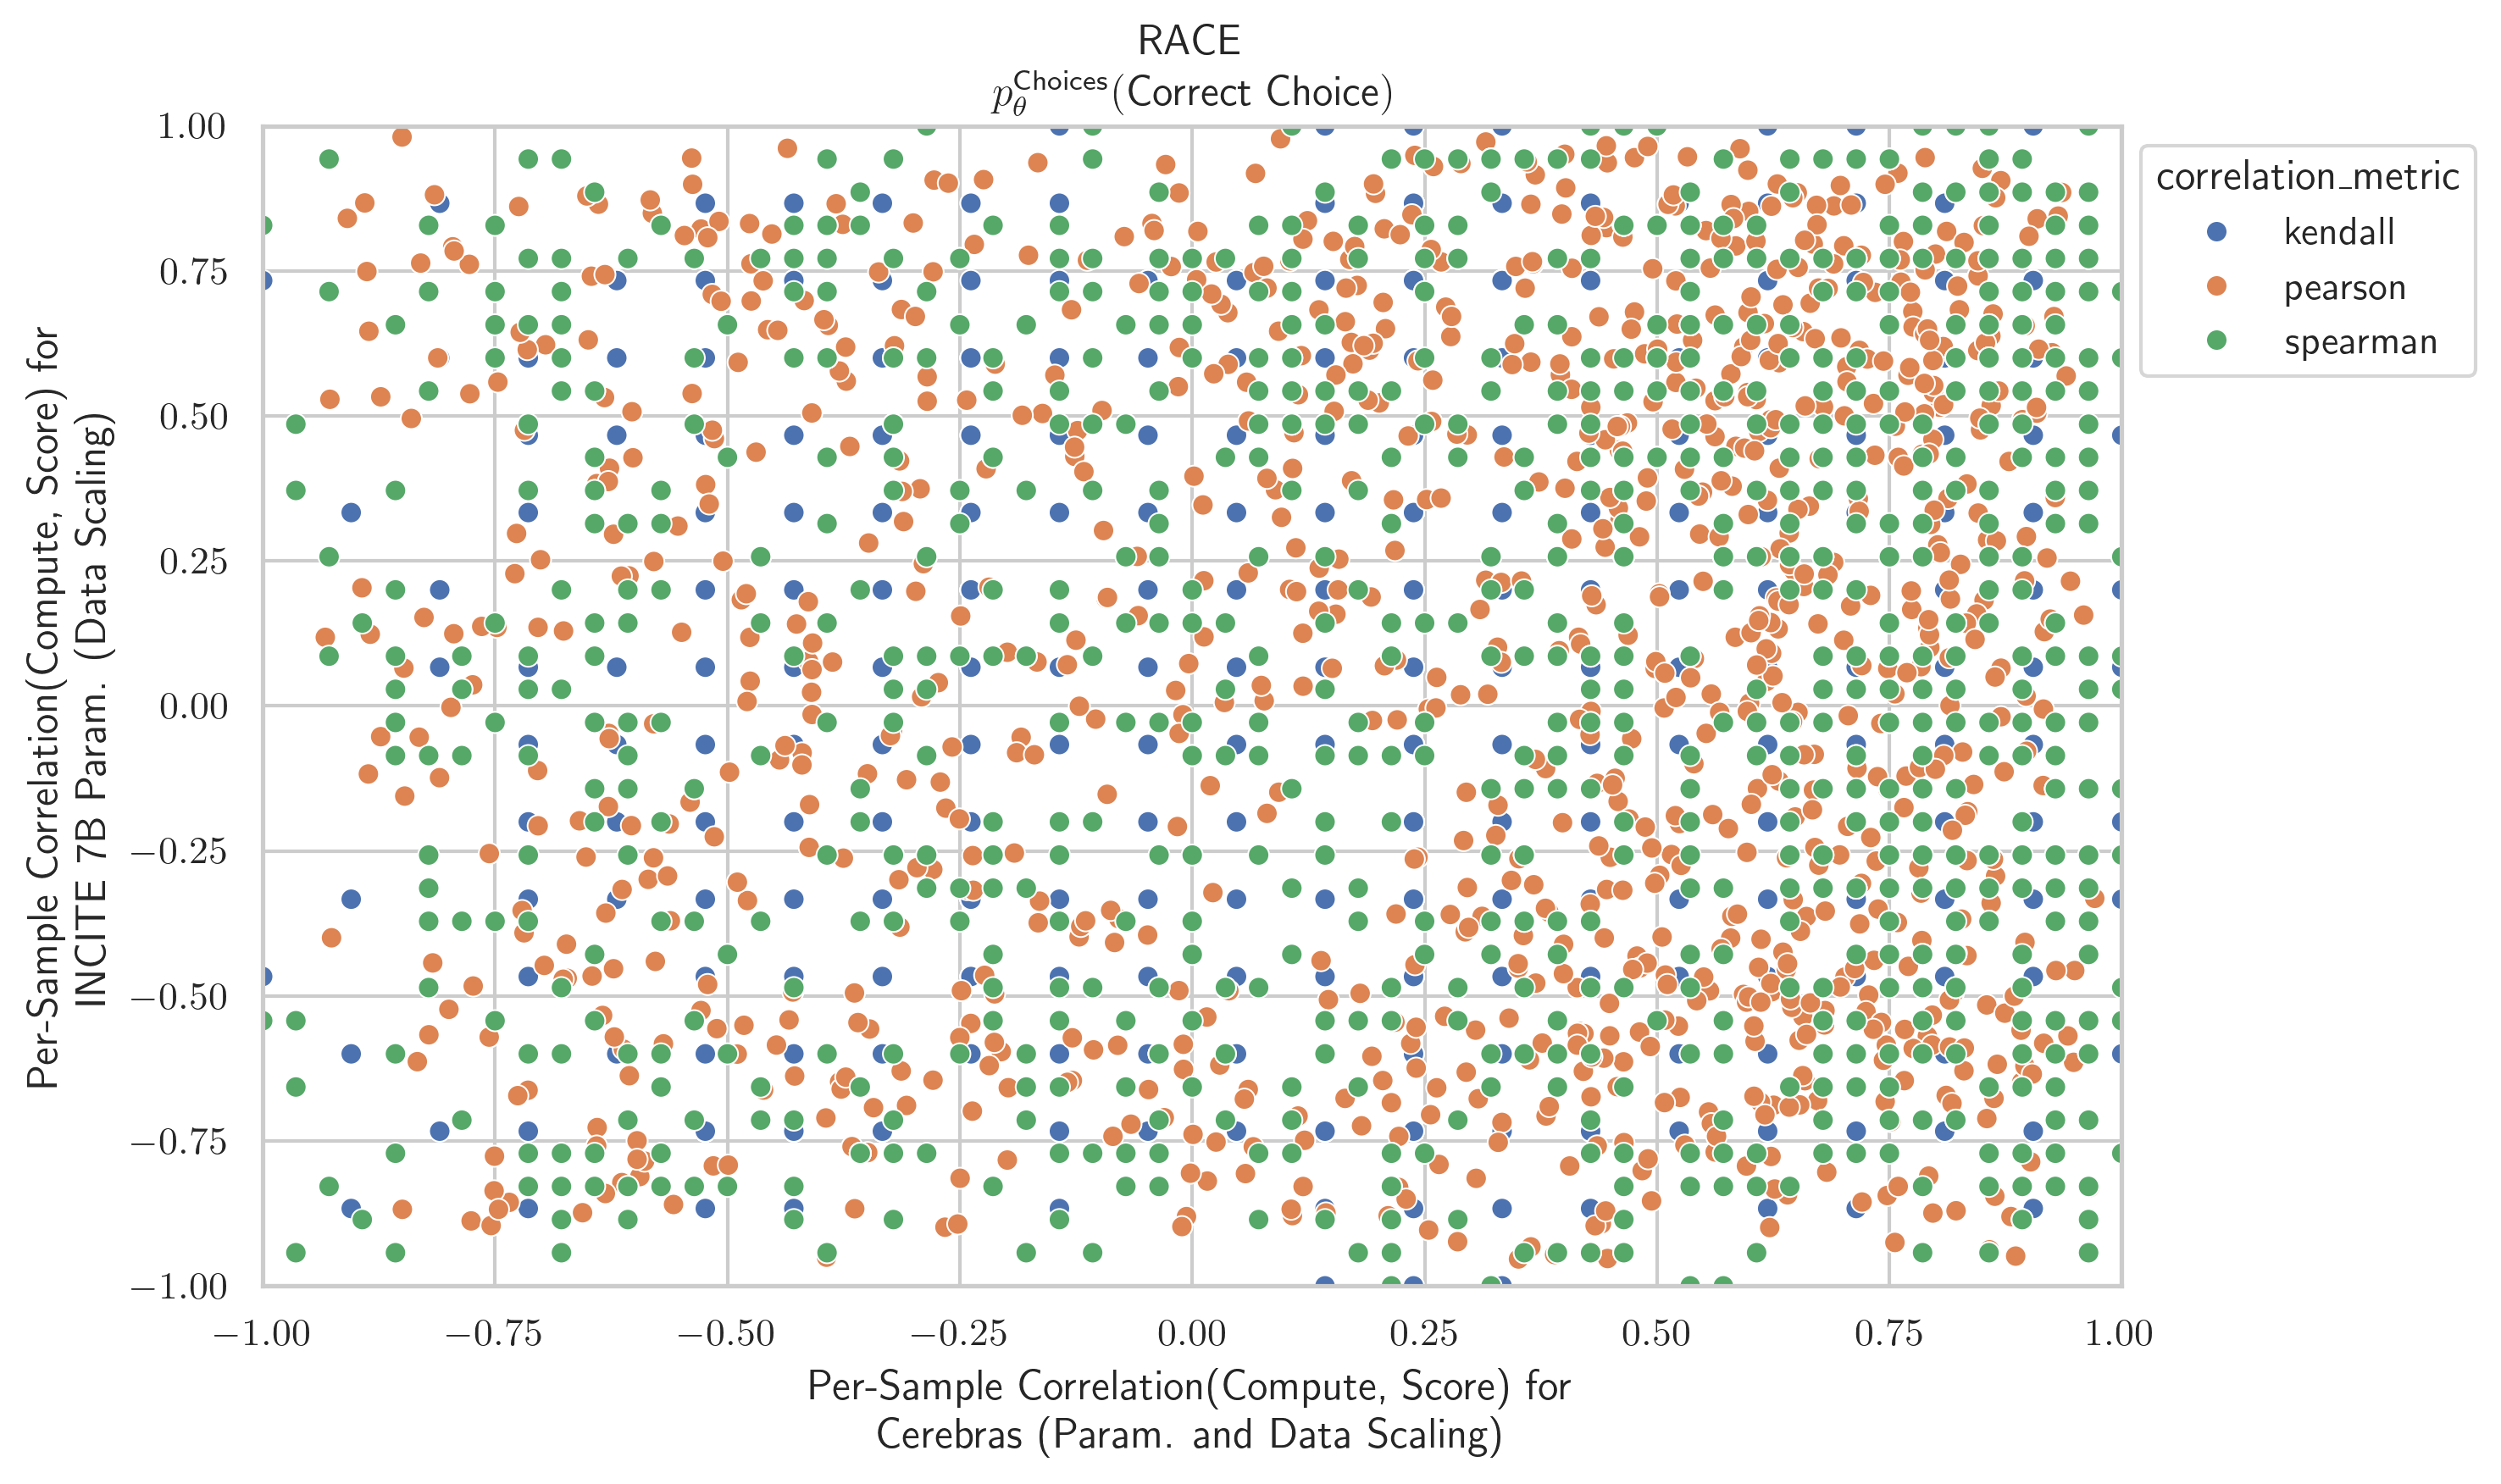 RACE
p_θ^Choices(Correct Choice)
1.00
0.75
0.50
0.25
0.00
−0.25
−0.50
−0.75
−1.00
Per-Sample Correlation(Compute, Score) for
INCITE 7B Param. (Data Scaling)
−1.00 −0.75 −0.50 −0.25 0.00 0.25 0.50 0.75 1.00
Per-Sample Correlation(Compute, Score) for
Cerebras (Param. and Data Scaling)
correlation_metric
kendall
pearson
spearman